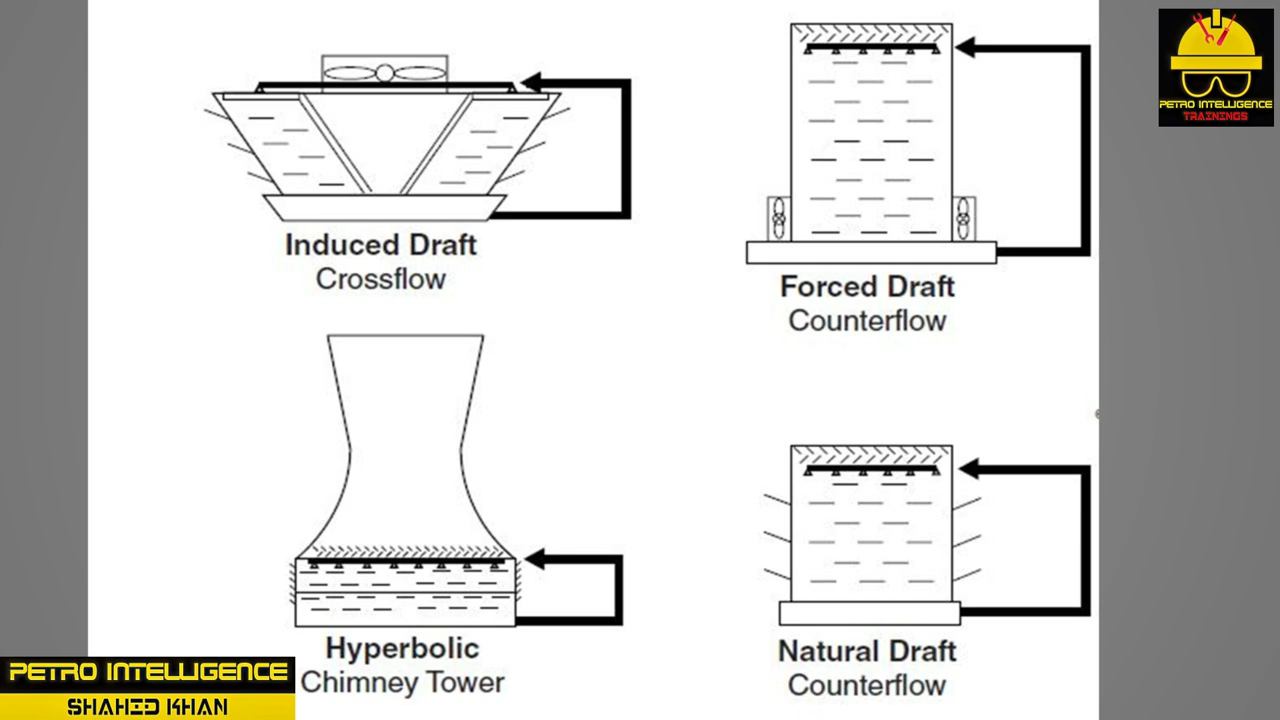 PETRO INTELLIGENCE
TRAININGS
Induced Draft
Crossflow
Forced Draft
Counterflow
Hyperbolic
Chimney Tower
Natural Draft
Counterflow
PETRO INTELLIGENCE
SHAHID KHAN